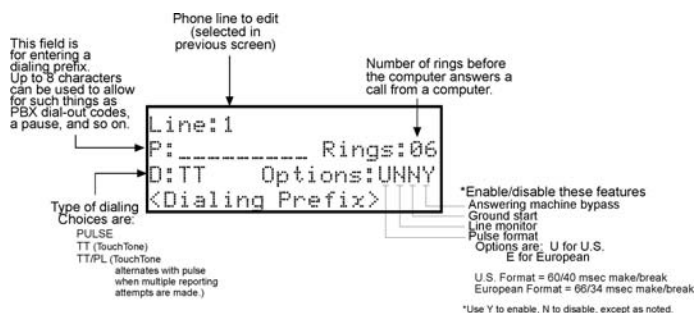 Phone line to edit
(selected in
previous screen)
This field is
for entering a
dialing prefix.
Up to 8 characters
can be used to allow
for such things as
PBX dial-out codes,
a pause, and so on.
Number of rings before
the computer answers a
call from a computer.
Line:1
P:_________ Rings:06
D:TT Options:UNNY
<Dialing Prefix>
Type of dialing
Choices are:
PULSE
TT (TouchTone)
TT/PL (TouchTone
alternates with pulse
when multiple reporting
attempts are made.)
*Enable/disable these features
Answering machine bypass
Ground start
Line monitor
Pulse format
Options are: U for U.S.
E for European
U.S. Format = 60/40 msec make/break
European Format = 66/34 msec make/break
*Use Y to enable, N to disable, except as noted.